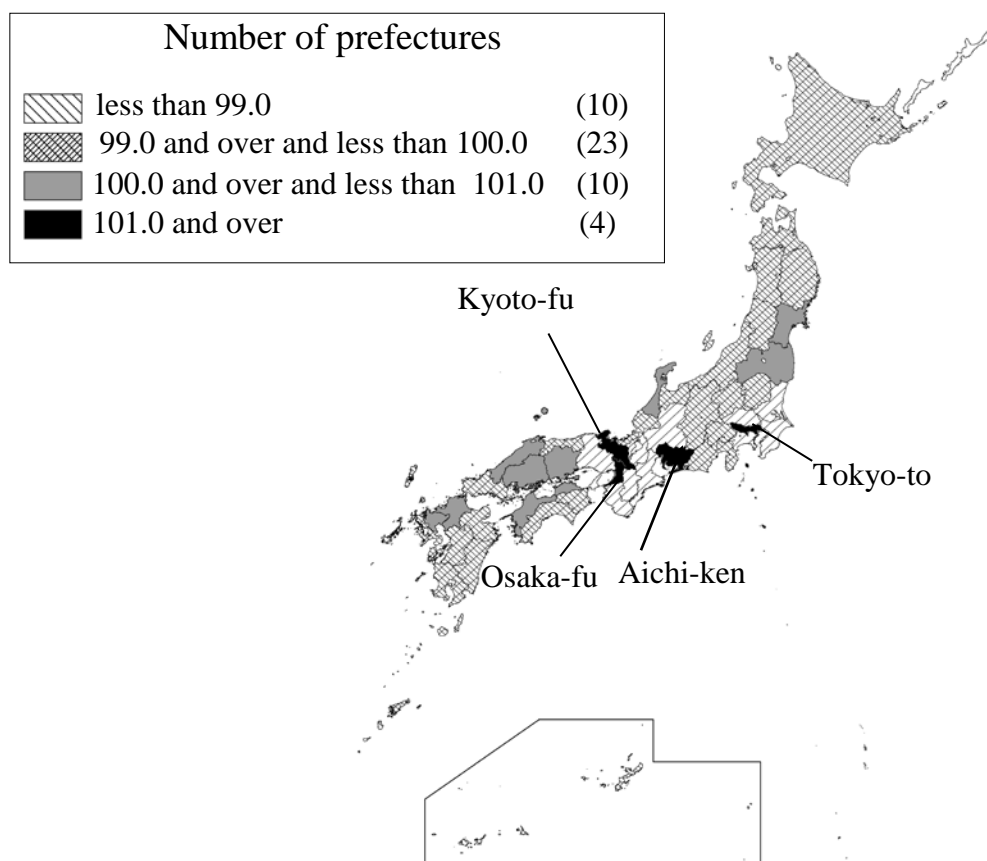 Number of prefectures
less than 99.0 (10)
99.0 and over and less than 100.0 (23)
100.0 and over and less than 101.0 (10)
101.0 and over (4)
Kyoto-fu
Tokyo-to
Osaka-fu
Aichi-ken